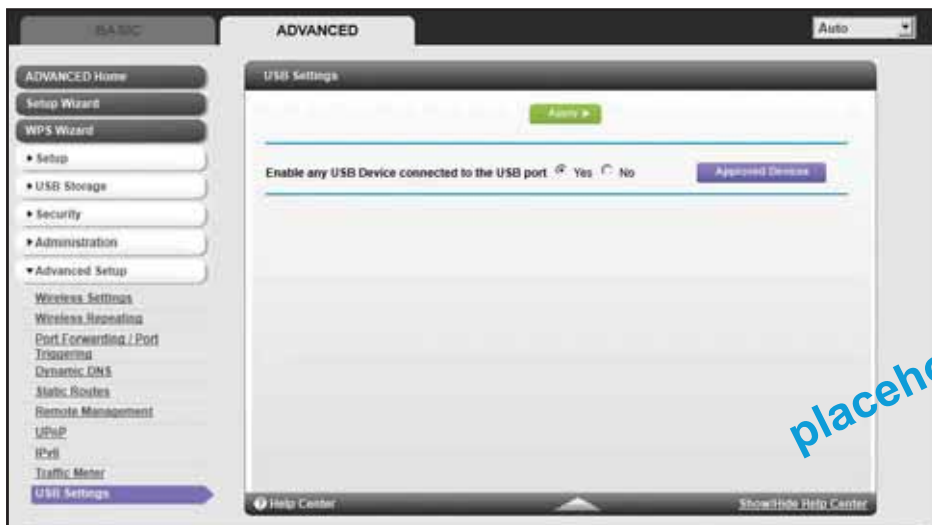 BASIC
ADVANCED
Auto
ADVANCED Home
Setup Wizard
WPS Wizard
Setup
USB Storage
Security
Administration
Advanced Setup
Wireless Settings
Wireless Repeating
Port Forwarding / Port
Triggering
Dynamic DNS
Static Routes
Remote Management
UPnP
IPv6
Traffic Meter
USB Settings
USB Settings
Apply
Enable any USB Device connected to the USB port Yes No
Approved Devices
placeho
Help Center
Show/Hide Help Center